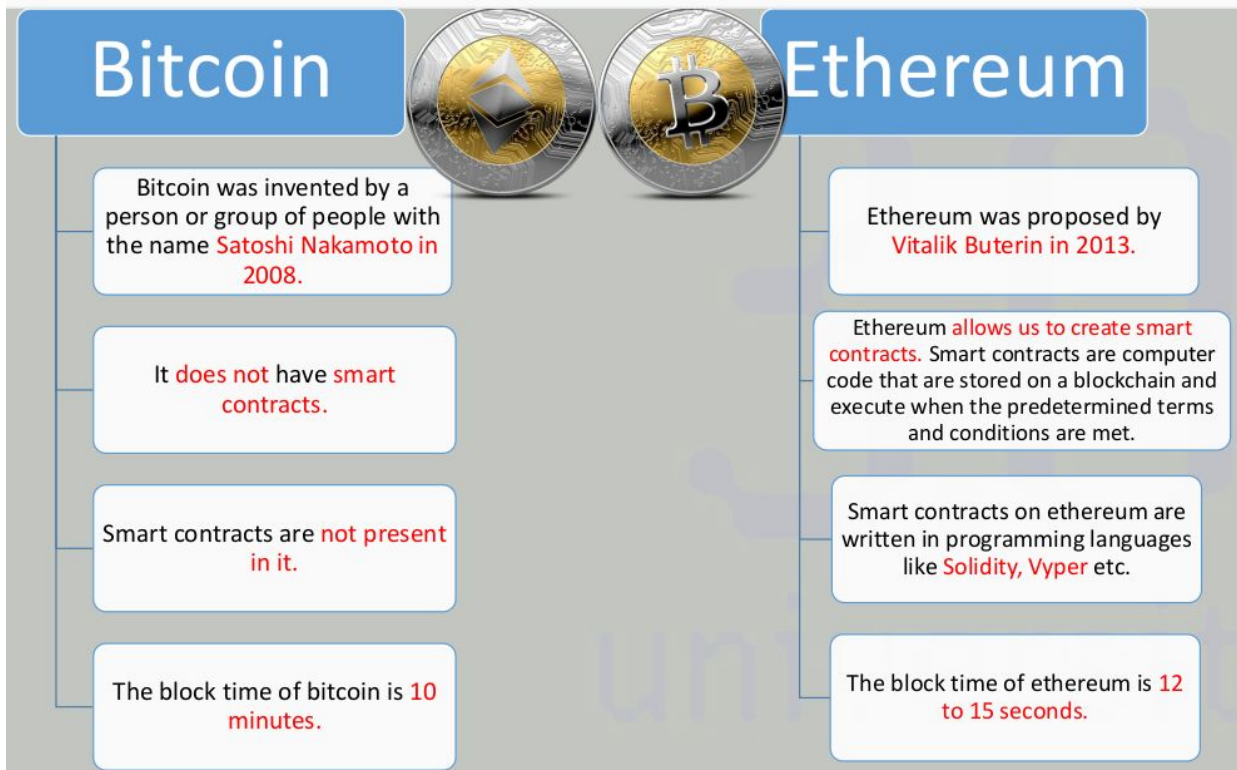 Bitcoin
Bitcoin was invented by a
person or group of people with
the name Satoshi Nakamoto in
2008.
It does not have smart
contracts.
Smart contracts are not present
in it.
The block time of bitcoin is 10
minutes.
Ethereum
Ethereum was proposed by
Vitalik Buterin in 2013.
Ethereum allows us to create smart
contracts. Smart contracts are computer
code that are stored on a blockchain and
execute when the predetermined terms
and conditions are met.
Smart contracts on ethereum are
written in programming languages
like Solidity, Vyper etc.
The block time of ethereum is 12
to 15 seconds.